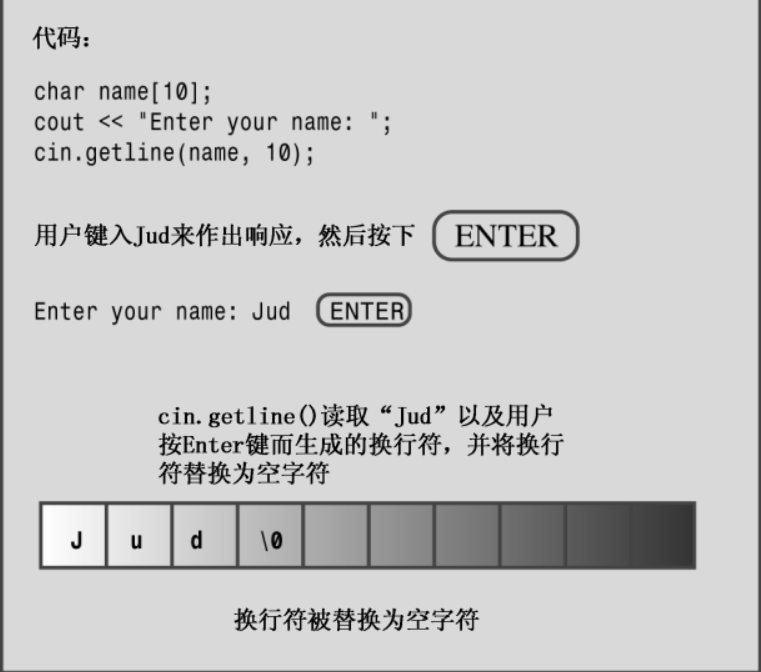 代码：
char name[10];
cout << "Enter your name: ";
cin.getline(name, 10);
用户键入Jud来作出响应，然后按下 ENTER
Enter your name: Jud ENTER
cin.getline()读取“Jud”以及用户
按Enter键而生成的换行符，并将换行
符替换为空字符
J u d \0
换行符被替换为空字符